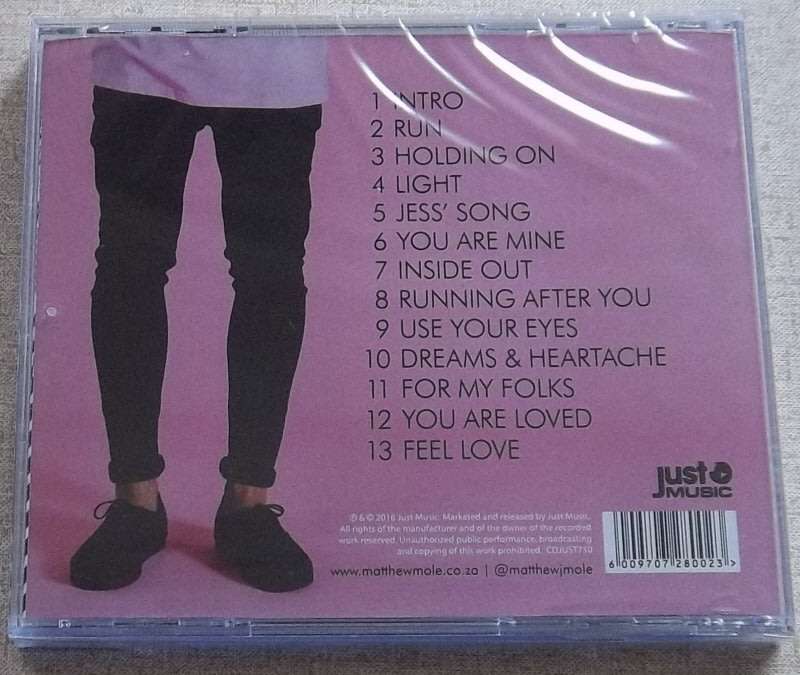 1 INTRO
2 RUN
3 HOLDING ON
4 LIGHT
5 JESS' SONG
6 YOU ARE MINE
7 INSIDE OUT
8 RUNNING AFTER YOU
9 USE YOUR EYES
10 DREAMS & HEARTACHE
11 FOR MY FOLKS
12 YOU ARE LOVED
13 FEEL LOVE
just
MUSIC
℗ & © 2016 Just Music. Marketed and released by Just Music.
All rights of the manufacturer and of the owner of the recorded
work reserved. Unauthorized public performance, broadcasting
and copying of this work prohibited. CDJUST750
www.matthewmole.co.za | @matthewjmole
6 009707 280023 >